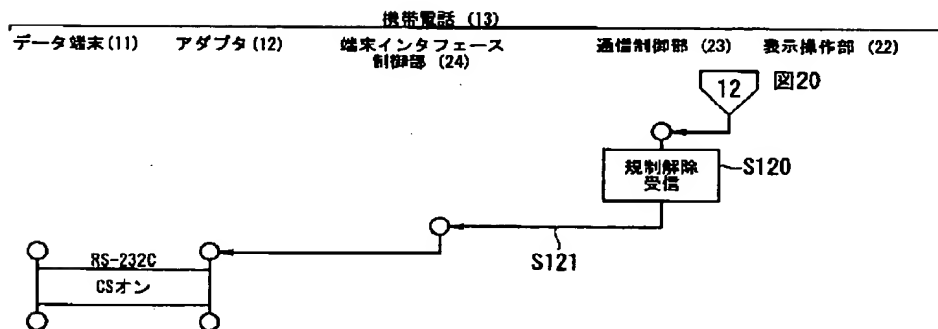 携帯電話 (13)
データ端末(11) アダプタ(12) 端末インタフェース 通信制御部 (23) 表示操作部 (22)
制御部 (24)
12 図20
規制解除
受信
S120
S121
RS-232C
CSオン